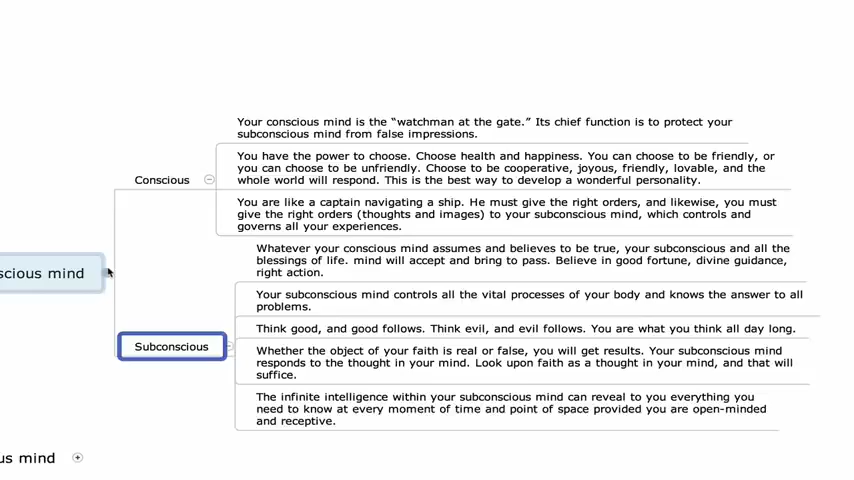 Your conscious mind is the “watchman at the gate.” Its chief function is to protect your
subconscious mind from false impressions.
You have the power to choose. Choose health and happiness. You can choose to be friendly, or
you can choose to be unfriendly. Choose to be cooperative, joyous, friendly, lovable, and the
whole world will respond. This is the best way to develop a wonderful personality.
Conscious
You are like a captain navigating a ship. He must give the right orders, and likewise, you must
give the right orders (thoughts and images) to your subconscious mind, which controls and
governs all your experiences.
scious mind
Whatever your conscious mind assumes and believes to be true, your subconscious and all the
blessings of life. mind will accept and bring to pass. Believe in good fortune, divine guidance,
right action.
Your subconscious mind controls all the vital processes of your body and knows the answer to all
problems.
Think good, and good follows. Think evil, and evil follows. You are what you think all day long.
Subconscious
Whether the object of your faith is real or false, you will get results. Your subconscious mind
responds to the thought in your mind. Look upon faith as a thought in your mind, and that will
suffice.
The infinite intelligence within your subconscious mind can reveal to you everything you
need to know at every moment of time and point of space provided you are open-minded
and receptive.
us mind